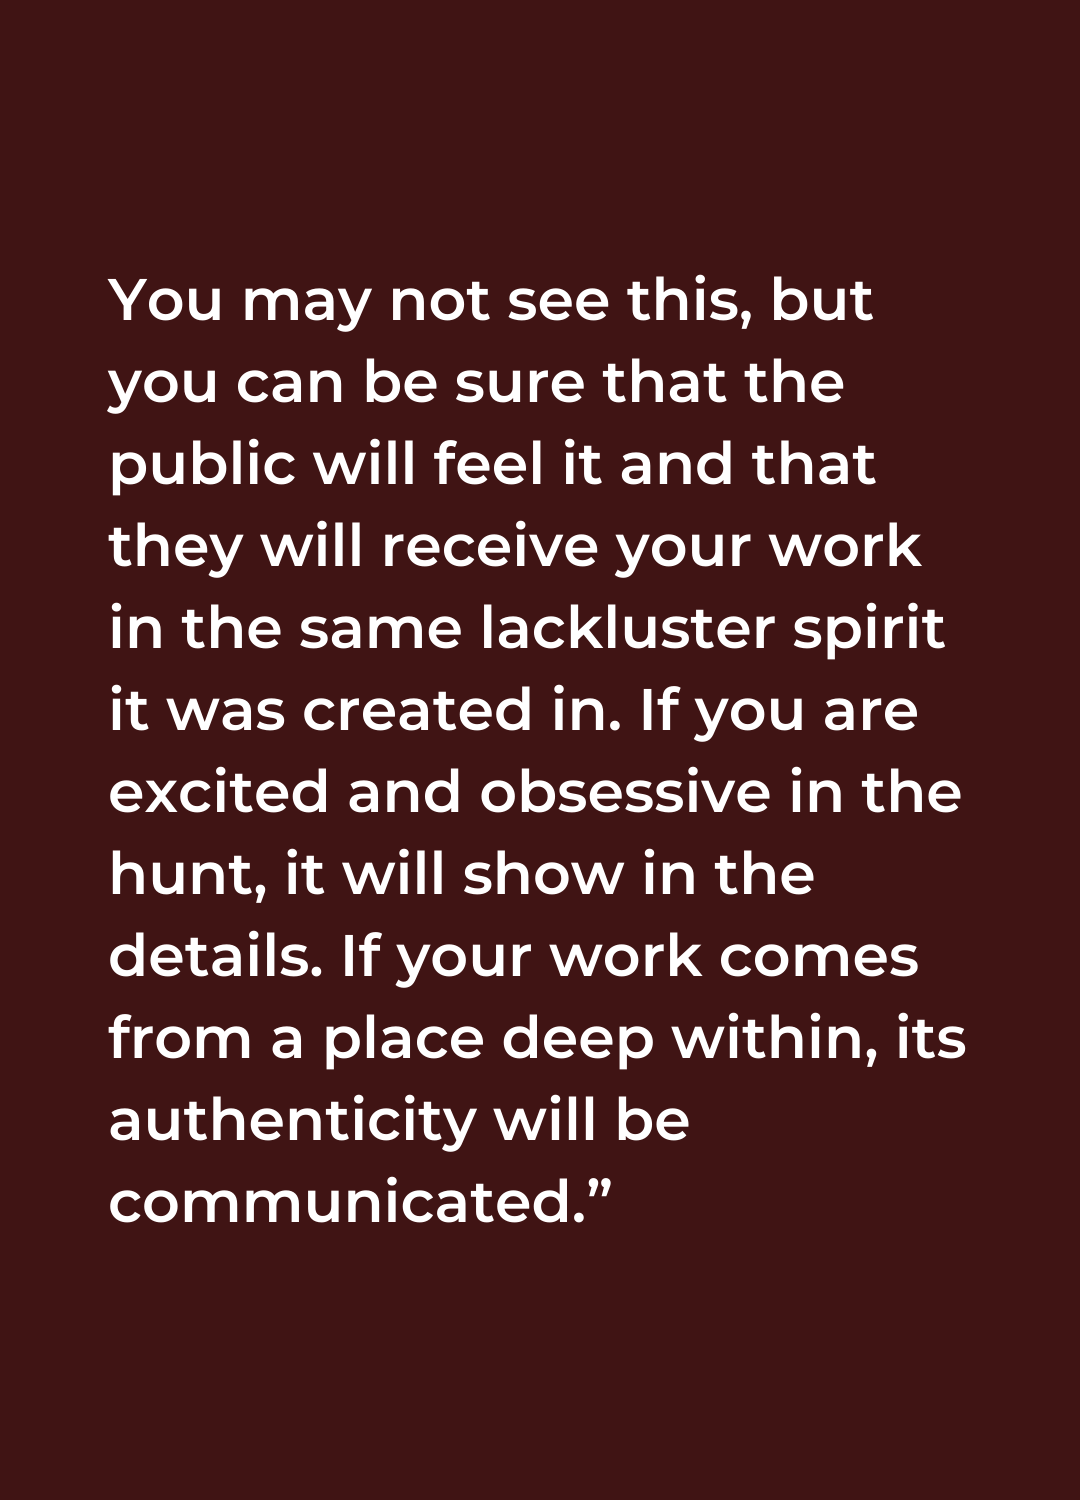 You may not see this, but
you can be sure that the
public will feel it and that
they will receive your work
in the same lackluster spirit
it was created in. If you are
excited and obsessive in the
hunt, it will show in the
details. If your work comes
from a place deep within, its
authenticity will be
communicated.”